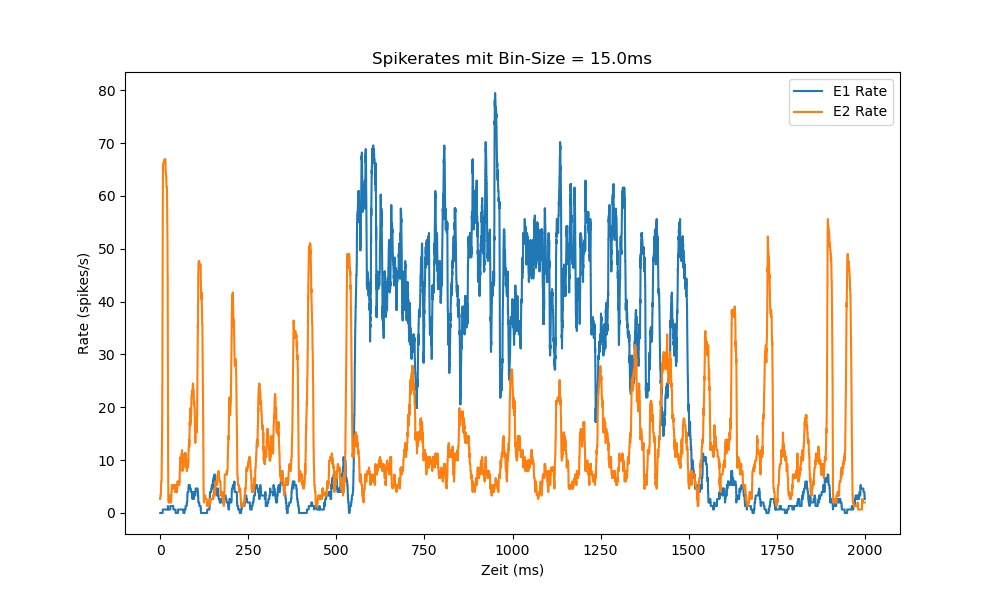 Spikerates mit Bin-Size = 15.0ms
E1 Rate
E2 Rate
80
70
60
50
40
30
20
10
0
Rate (spikes/s)
0 250 500 750 1000 1250 1500 1750 2000
Zeit (ms)